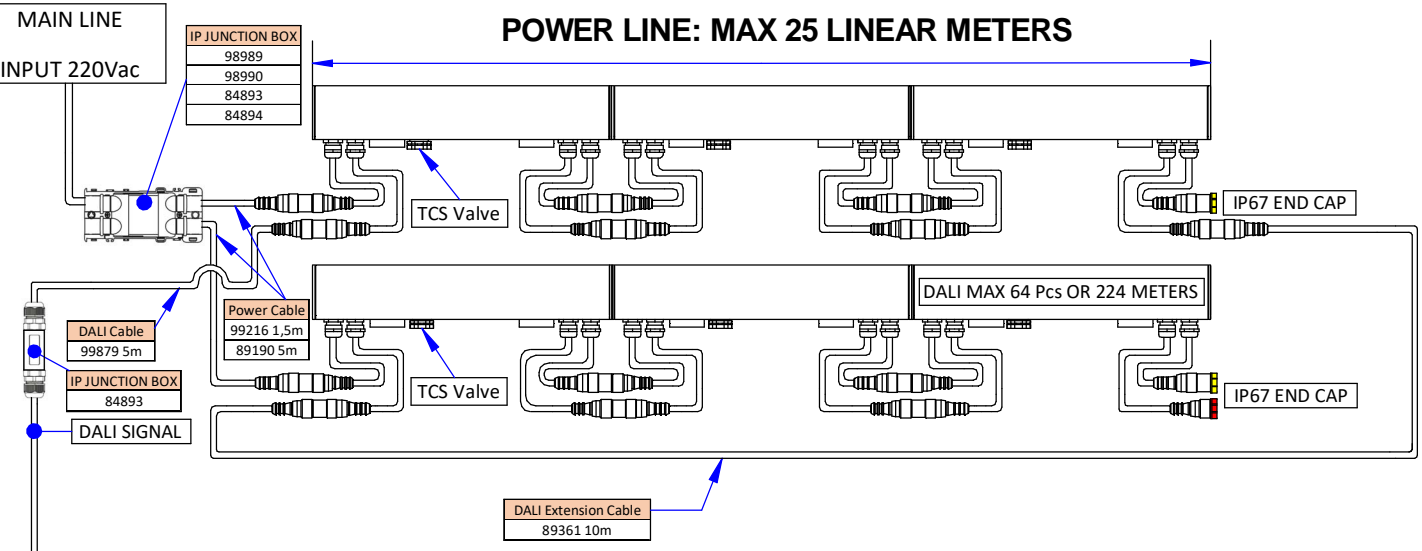 MAIN LINE
INPUT 220Vac
IP JUNCTION BOX
98989
98990
84893
84894
POWER LINE: MAX 25 LINEAR METERS
TCS Valve
IP67 END CAP
DALI MAX 64 Pcs OR 224 METERS
Power Cable
99216 1,5m
89190 5m
DALI Cable
99879 5m
IP JUNCTION BOX
84893
DALI SIGNAL
TCS Valve
IP67 END CAP
DALI Extension Cable
89361 10m